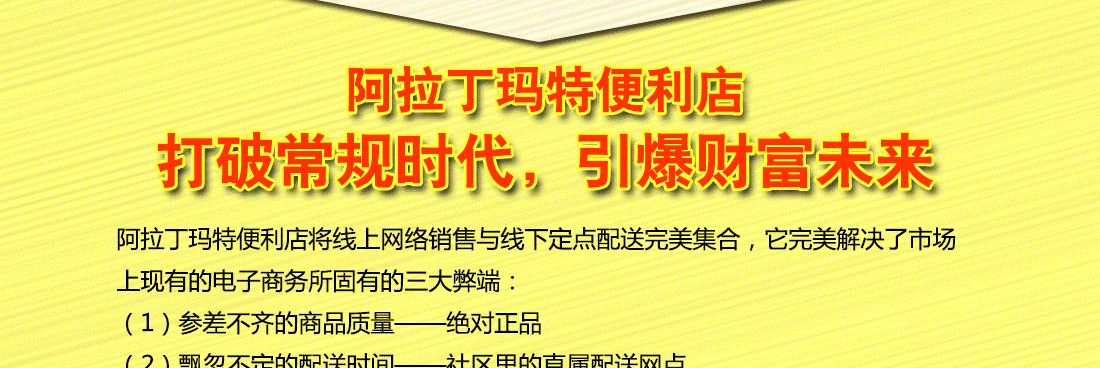 阿拉丁玛特便利店
打破常规时代，引爆财富未来
阿拉丁玛特便利店将线上网络销售与线下定点配送完美集合，它完美解决了市场
上现有的电子商务所固有的三大弊端：
（1）参差不齐的商品质量——绝对正品
（2）飘忽不定的配送时间——社区里的直属配送网点